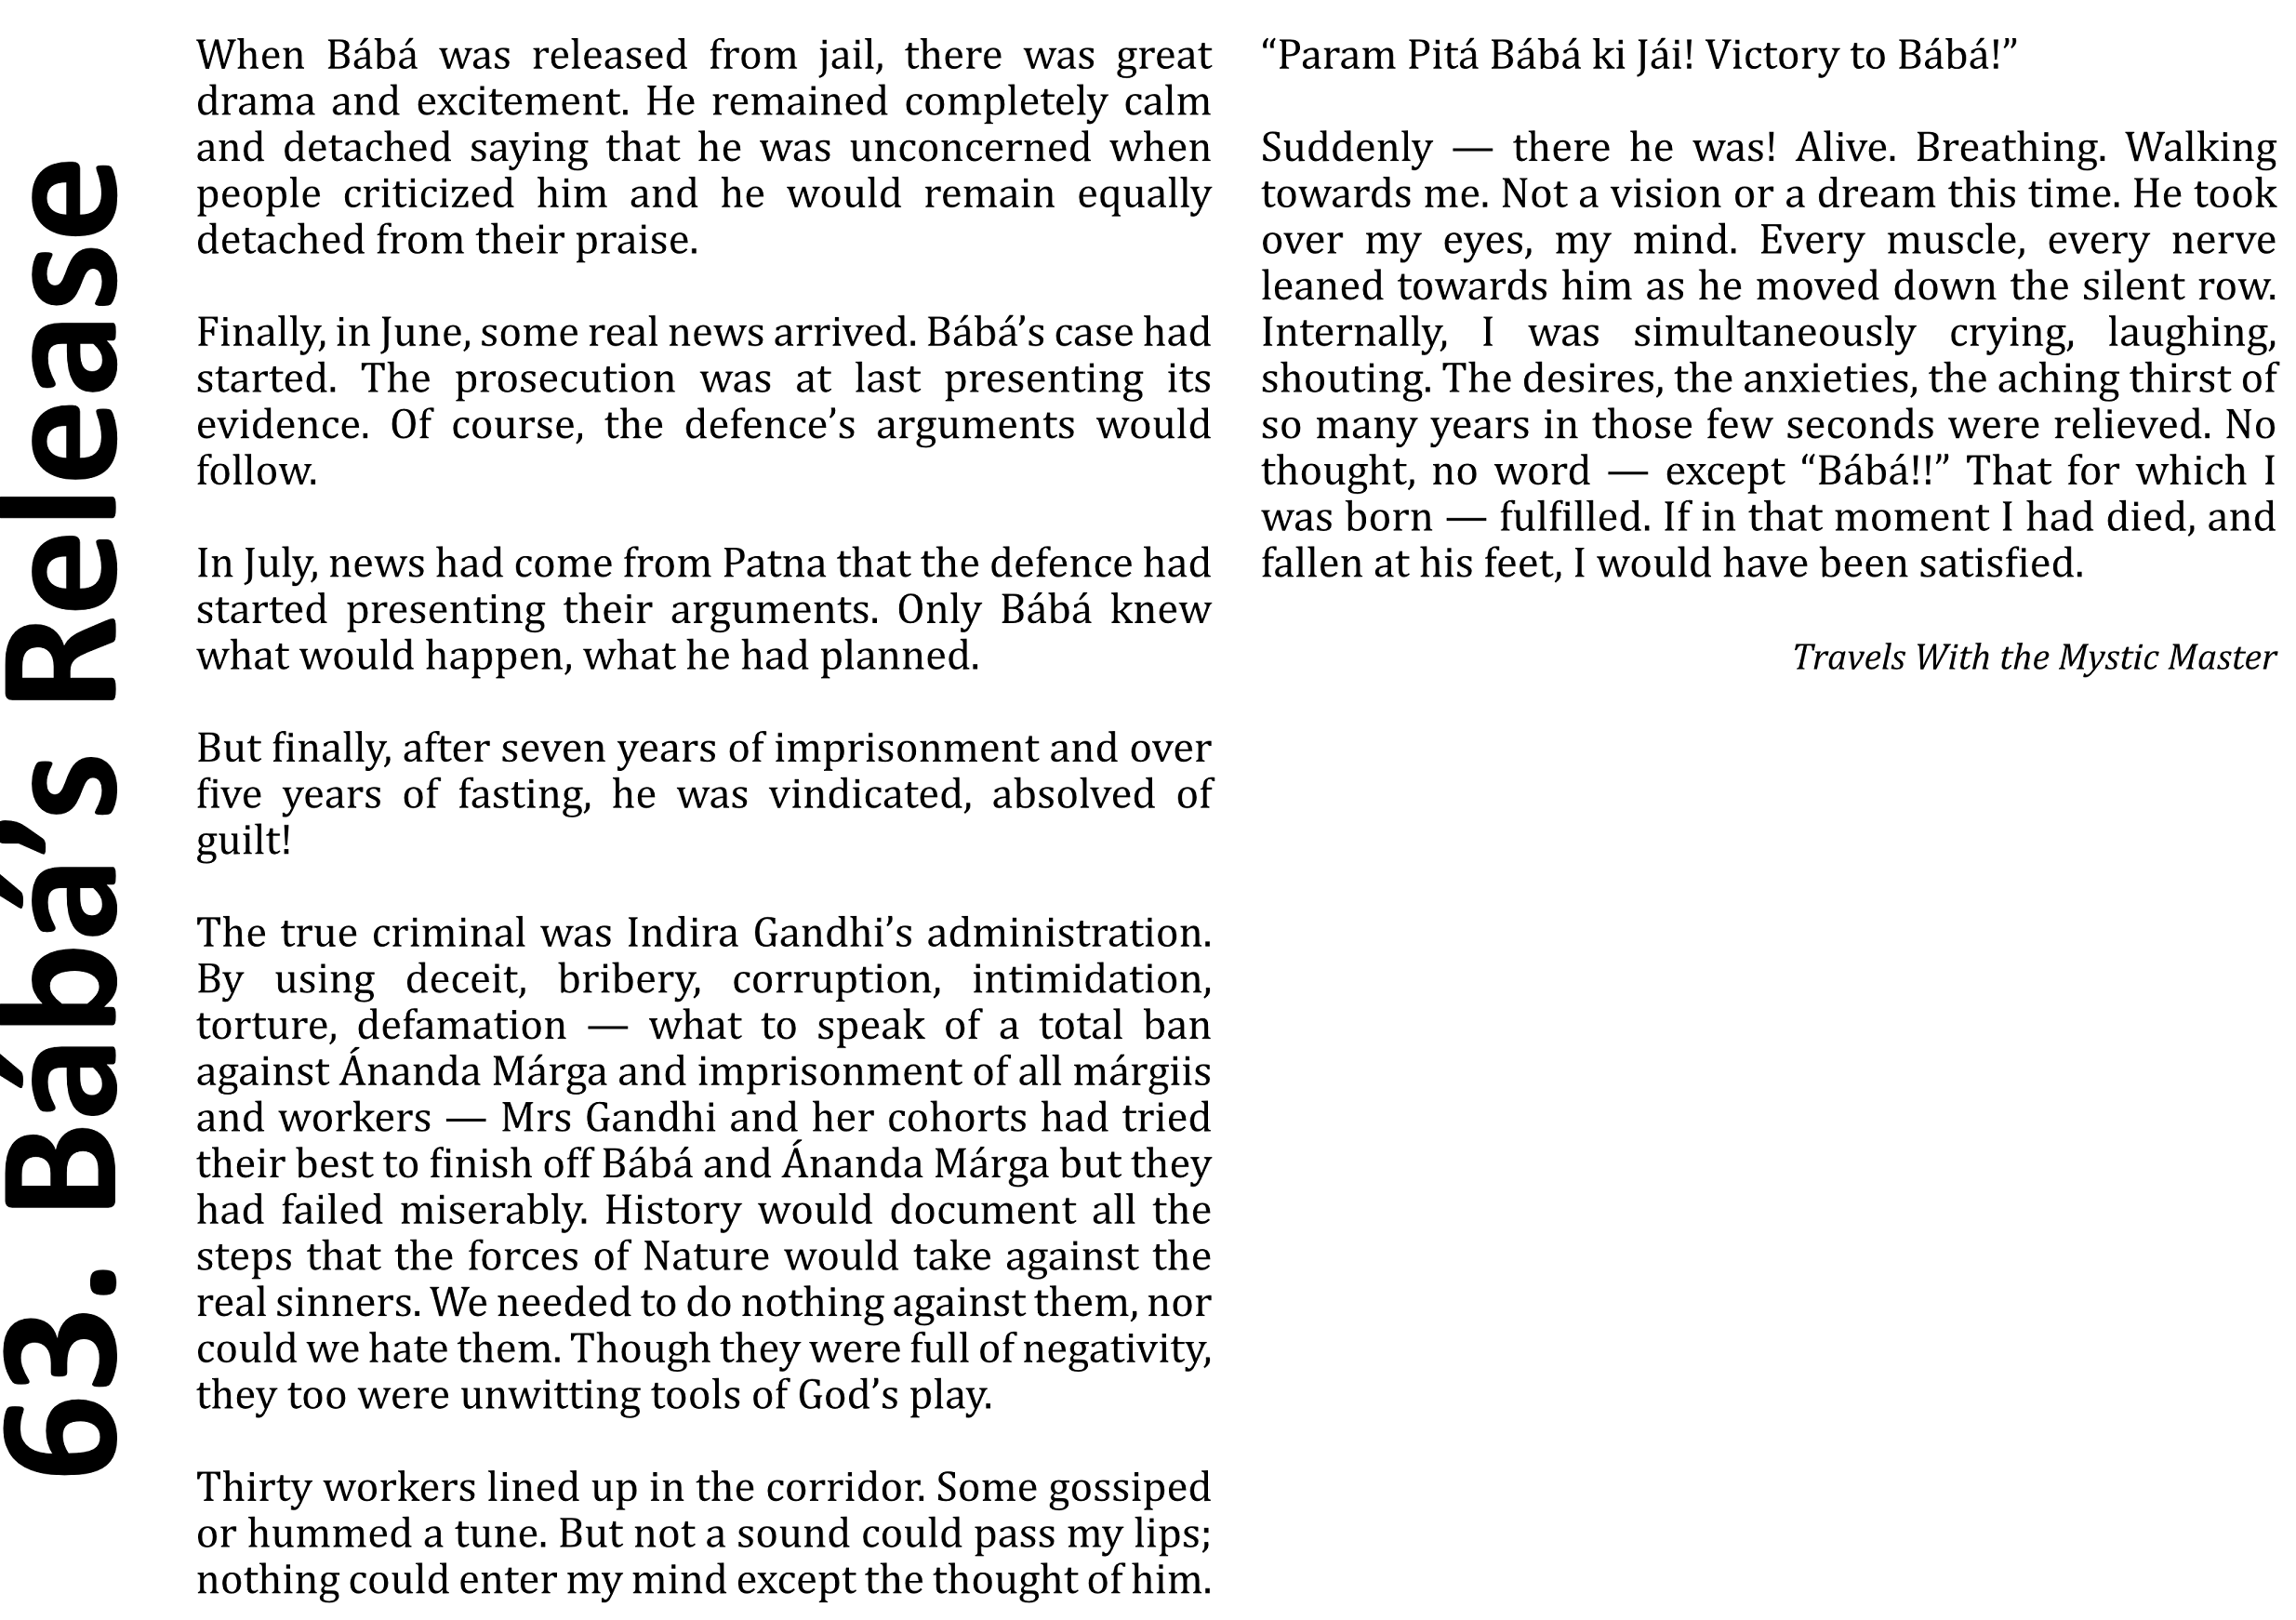 63. Bábá’s Release
When Bábá was released from jail, there was great
drama and excitement. He remained completely calm
and detached saying that he was unconcerned when
people criticized him and he would remain equally
detached from their praise.
Finally, in June, some real news arrived. Bábá’s case had
started. The prosecution was at last presenting its
evidence. Of course, the defence’s arguments would
follow.
In July, news had come from Patna that the defence had
started presenting their arguments. Only Bábá knew
what would happen, what he had planned.
But finally, after seven years of imprisonment and over
five years of fasting, he was vindicated, absolved of
guilt!
The true criminal was Indira Gandhi’s administration.
By using deceit, bribery, corruption, intimidation,
torture, defamation — what to speak of a total ban
against Ánanda Márga and imprisonment of all márgiis
and workers — Mrs Gandhi and her cohorts had tried
their best to finish off Bábá and Ánanda Márga but they
had failed miserably. History would document all the
steps that the forces of Nature would take against the
real sinners. We needed to do nothing against them, nor
could we hate them. Though they were full of negativity,
they too were unwitting tools of God’s play.
Thirty workers lined up in the corridor. Some gossiped
or hummed a tune. But not a sound could pass my lips;
nothing could enter my mind except the thought of him.
“Param Pitá Bábá ki Jái! Victory to Bábá!”
Suddenly — there he was! Alive. Breathing. Walking
towards me. Not a vision or a dream this time. He took
over my eyes, my mind. Every muscle, every nerve
leaned towards him as he moved down the silent row.
Internally, I was simultaneously crying, laughing,
shouting. The desires, the anxieties, the aching thirst of
so many years in those few seconds were relieved. No
thought, no word — except “Bábá!!” That for which I
was born — fulfilled. If in that moment I had died, and
fallen at his feet, I would have been satisfied.
Travels With the Mystic Master